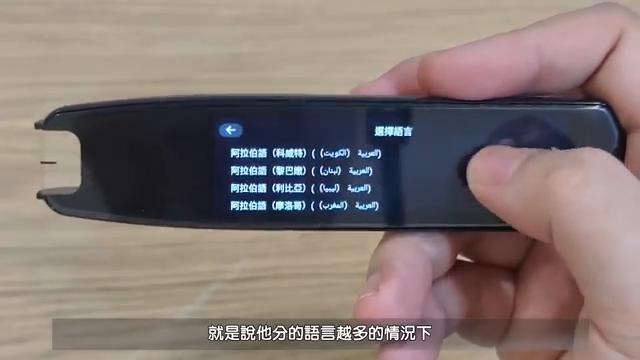 選擇語言
阿拉伯語（科威特）( العربية (الكويت))
阿拉伯語（黎巴嫩）( العربية (لبنان))
阿拉伯語（利比亞）( العربية (ليبيا))
阿拉伯語（摩洛哥）( العربية (المغرب))
就是說他分的語言越多的情況下